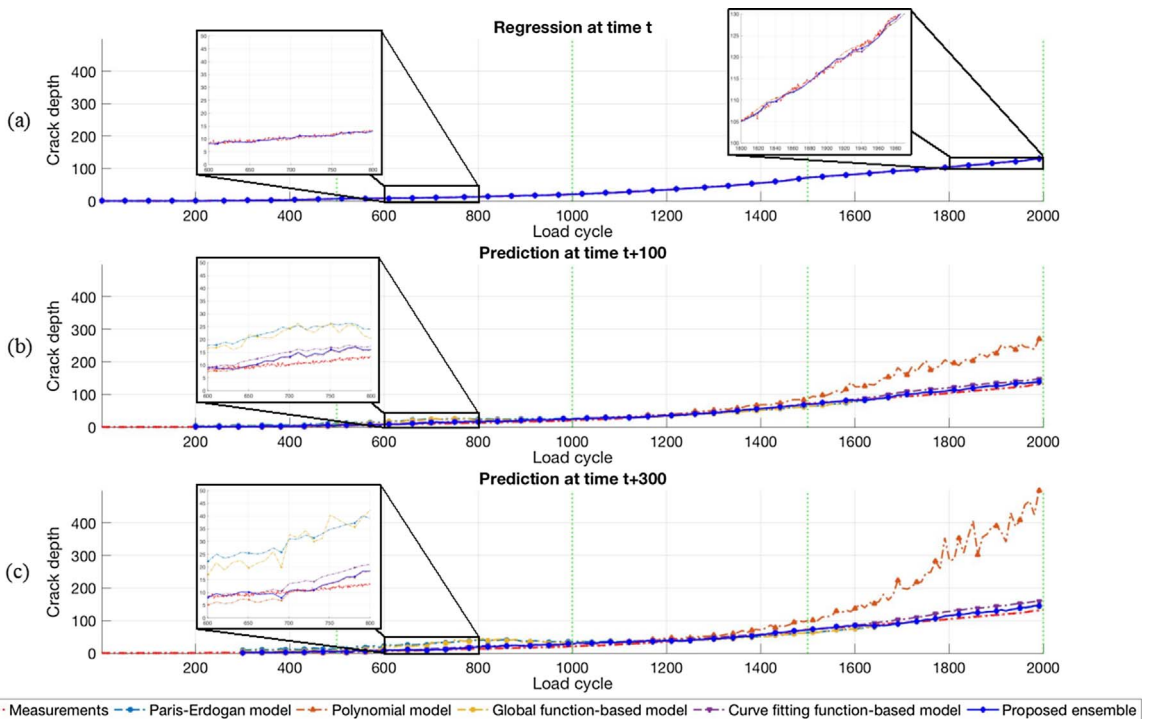 Regression at time t
(a)
Crack depth
400
300
200
100
0
200 400 600 800 1000 1200 1400 1600 1800 2000
Load cycle
Prediction at time t+100
(b)
Crack depth
400
300
200
100
0
200 400 600 800 1000 1200 1400 1600 1800 2000
Load cycle
Prediction at time t+300
(c)
Crack depth
400
300
200
100
0
200 400 600 800 1000 1200 1400 1600 1800 2000
Load cycle
Measurements Paris-Erdogan model Polynomial model Global function-based model Curve fitting function-based model Proposed ensemble